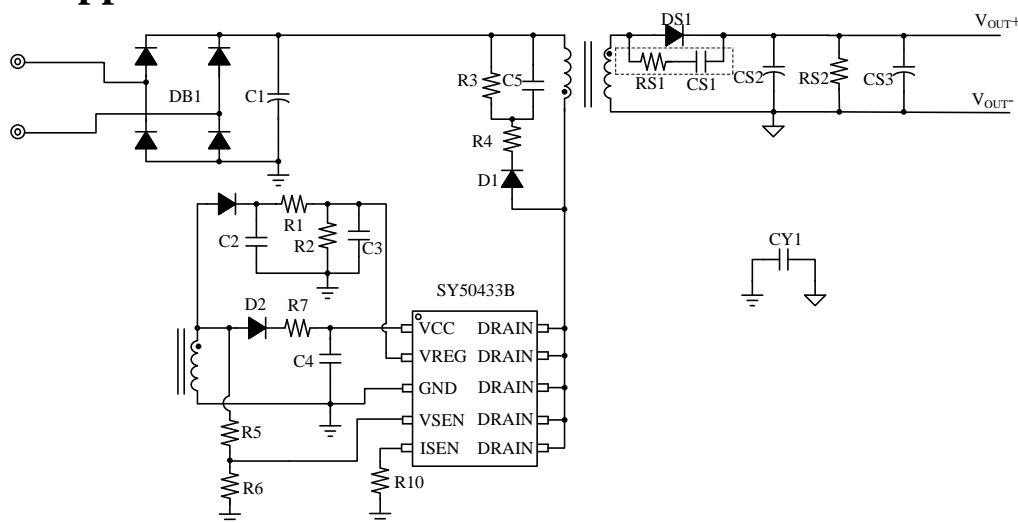 DS1
VOUT+
R3
C5
RS1
CS1
CS2
RS2
CS3
DB1
C1
VOUT-
R4
D1
R1
C2
R2
C3
CY1
SY50433B
D2
R7
VCC
DRAIN
C4
VREG
DRAIN
GND
DRAIN
VSEN
DRAIN
R5
ISEN
DRAIN
R6
R10